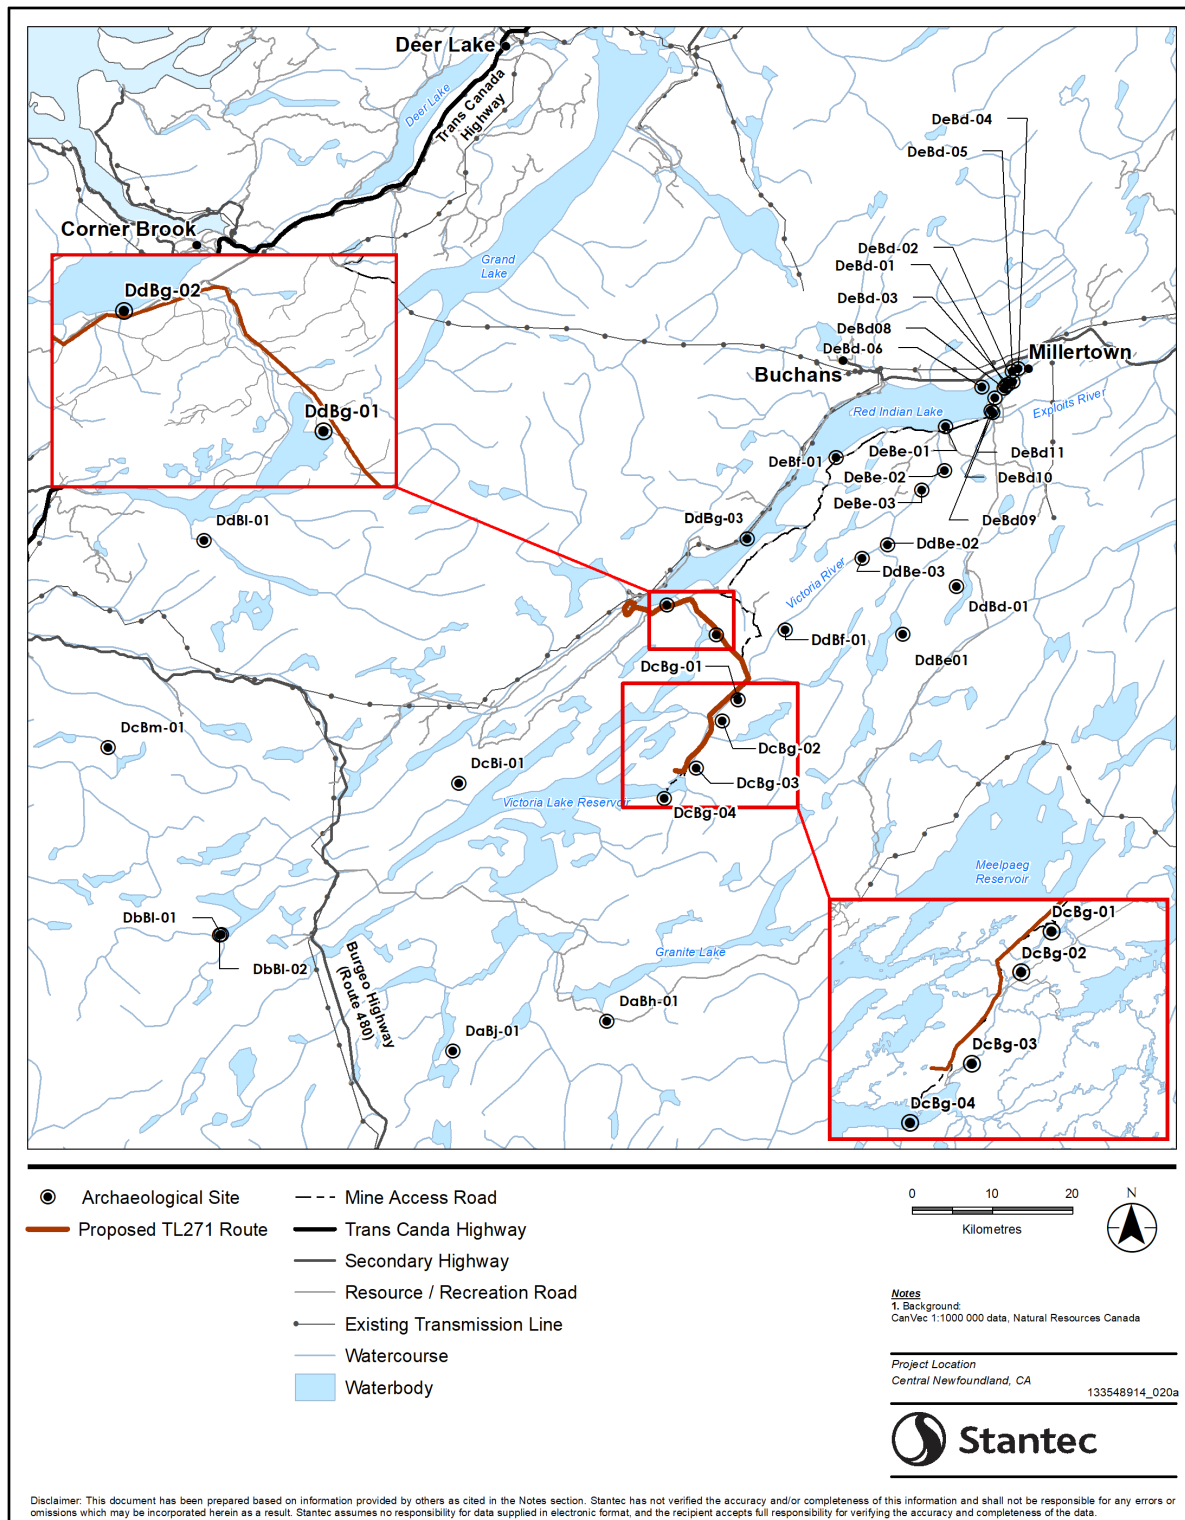 Deer Lake
Deer Lake
Trans Canada
Highway
DeBd-04
DeBd-05
Corner Brook
Grand
Lake
DeBd-02
DeBd-01
DeBd-03
DeBd08
DeBd-06
Millertown
Buchans
Red Indian Lake
Exploits River
DdBg-02
DdBg-01
DeBe-01
DeBd11
DeBf-01
DeBe-02
DeBd10
DeBe-03
DeBd09
DdBl-01
DdBg-03
DdBe-02
DdBe-03
Victoria River
DdBd-01
DdBf-01
DdBe01
DcBg-01
DcBm-01
DcBg-02
DcBi-01
DcBg-03
Victoria Lake Reservoir
DcBg-04
Meelpaeg
Reservoir
DbBl-01
DbBl-02
Burgeo Highway
(Route 480)
Granite Lake
DaBh-01
DaBj-01
DcBg-01
DcBg-02
DcBg-03
DcBg-04
Archaeological Site
Proposed TL271 Route
Mine Access Road
Trans Canda Highway
Secondary Highway
Resource / Recreation Road
Existing Transmission Line
Watercourse
Waterbody
0 10 20
Kilometres
N
Notes
1. Background:
CanVec 1:1000 000 data, Natural Resources Canada
Project Location
Central Newfoundland, CA
133548914_020a
Stantec
Disclaimer: This document has been prepared based on information provided by others as cited in the Notes section. Stantec has not verified the accuracy and/or completeness of this information and shall not be responsible for any errors or
omissions which may be incorporated herein as a result. Stantec assumes no responsibility for data supplied in electronic format, and the recipient accepts full responsibility for verifying the accuracy and completeness of the data.